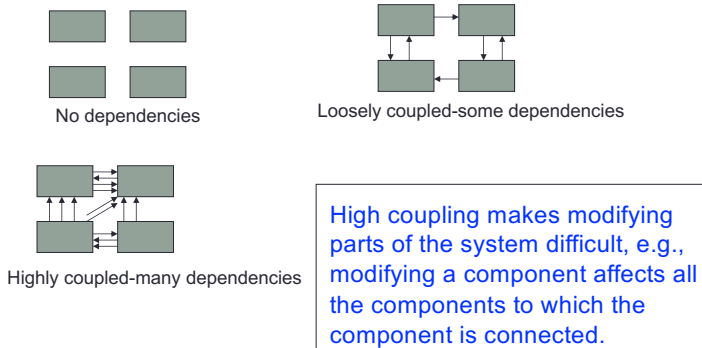 No dependencies
Loosely coupled-some dependencies
Highly coupled-many dependencies
High coupling makes modifying
parts of the system difficult, e.g.,
modifying a component affects all
the components to which the
component is connected.